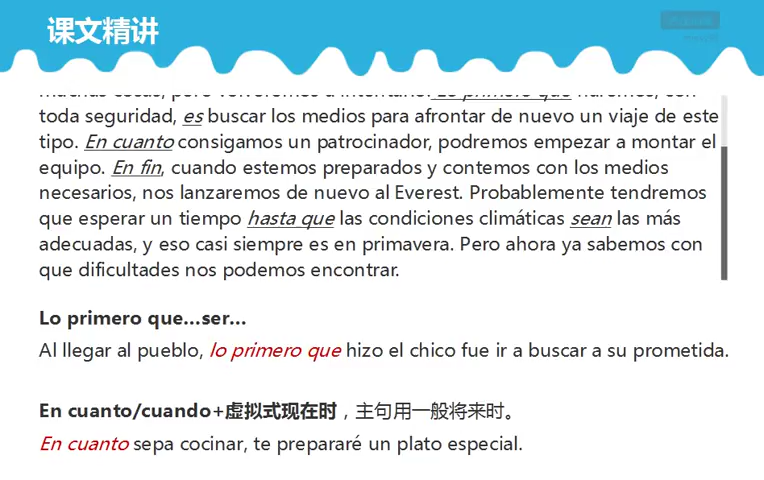 课文精讲
toda seguridad, es buscar los medios para afrontar de nuevo un viaje de este
tipo. En cuanto consigamos un patrocinador, podremos empezar a montar el
equipo. En fin, cuando estemos preparados y contemos con los medios
necesarios, nos lanzaremos de nuevo al Everest. Probablemente tendremos
que esperar un tiempo hasta que las condiciones climáticas sean las más
adecuadas, y eso casi siempre es en primavera. Pero ahora ya sabemos con
que dificultades nos podemos encontrar.
Lo primero que...ser...
Al llegar al pueblo, lo primero que hizo el chico fue ir a buscar a su prometida.
En cuanto/cuando+虚拟式现在时，主句用一般将来时。
En cuanto sepa cocinar, te prepararé un plato especial.